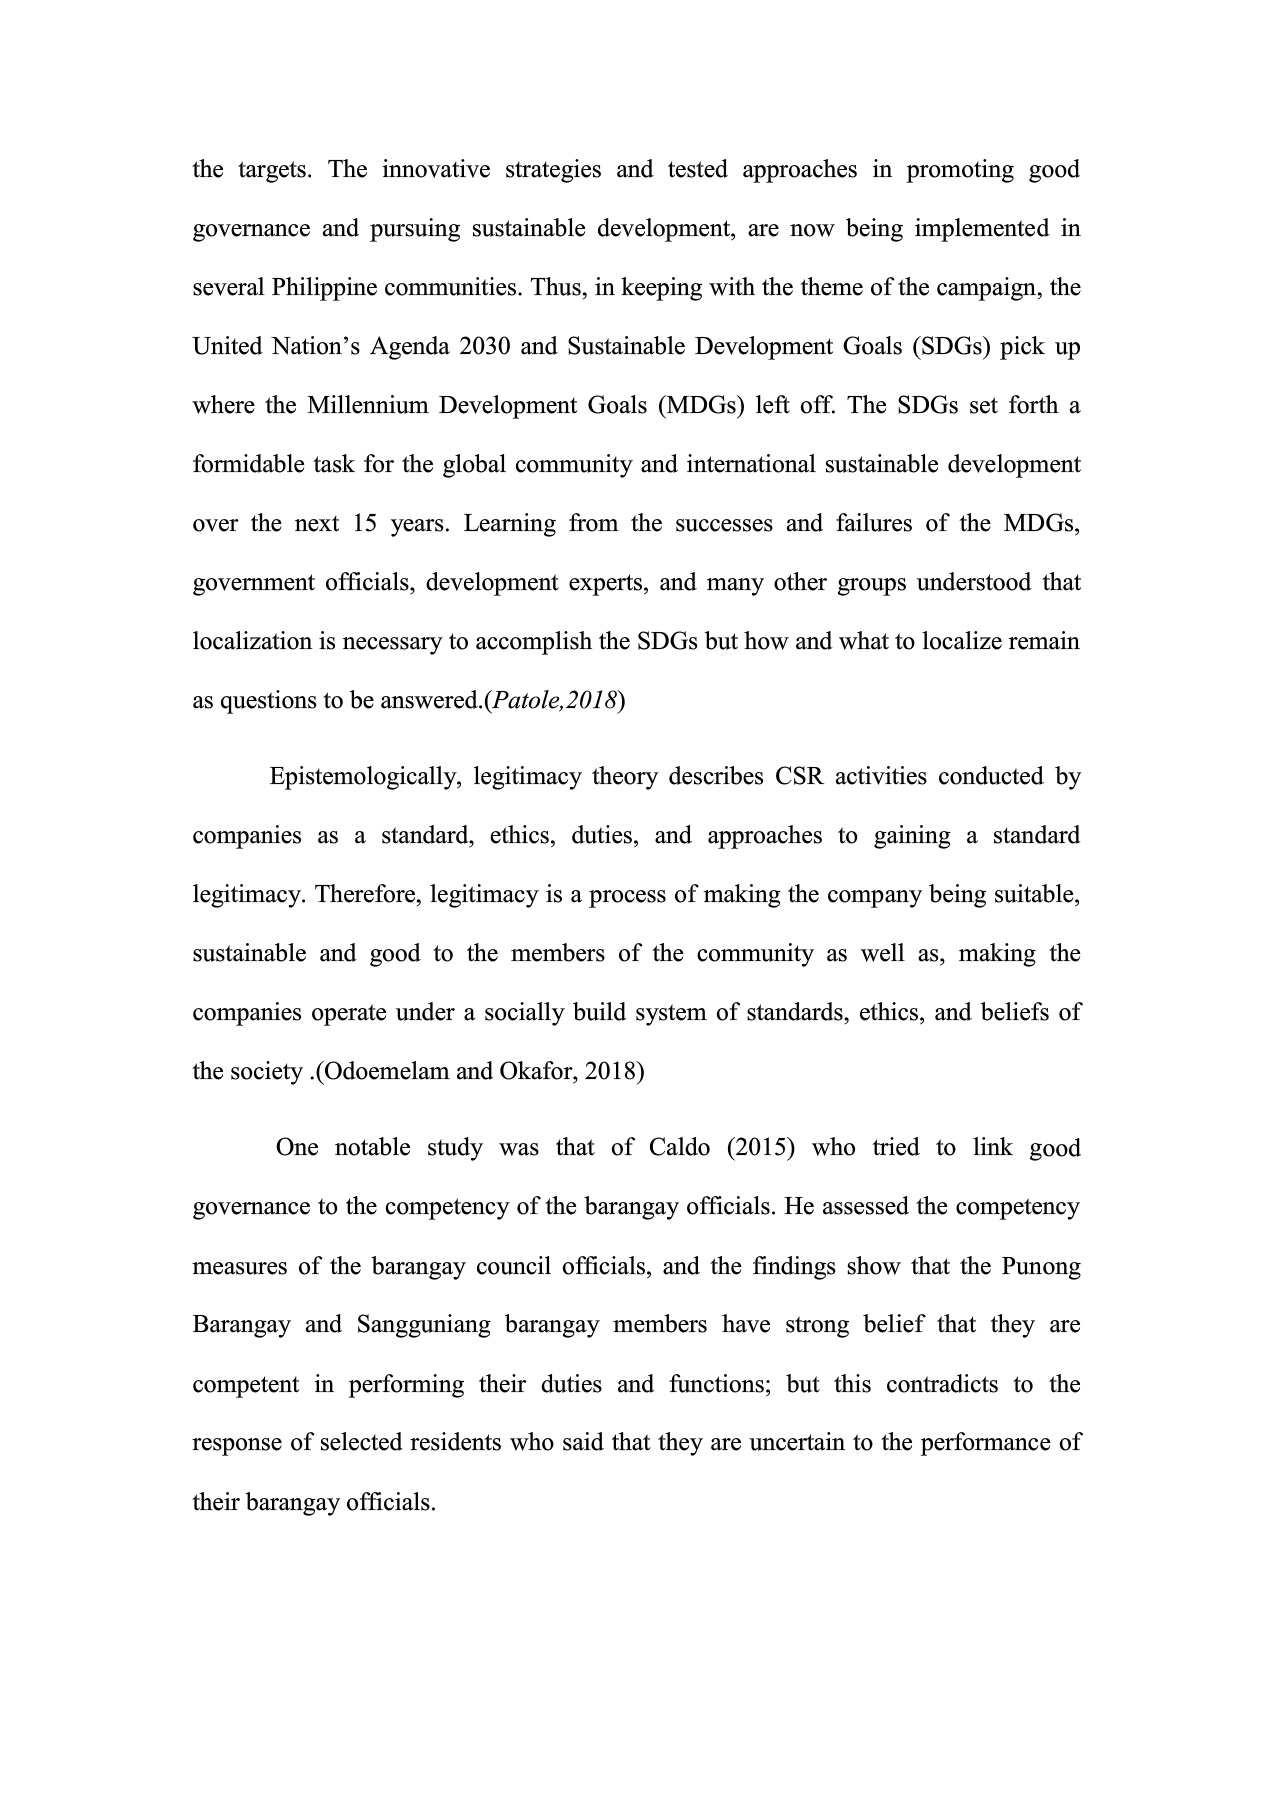 the targets. The innovative strategies and tested approaches in promoting good
governance and pursuing sustainable development, are now being implemented in
several Philippine communities. Thus, in keeping with the theme of the campaign, the
United Nation’s Agenda 2030 and Sustainable Development Goals (SDGs) pick up
where the Millennium Development Goals (MDGs) left off. The SDGs set forth a
formidable task for the global community and international sustainable development
over the next 15 years. Learning from the successes and failures of the MDGs,
government officials, development experts, and many other groups understood that
localization is necessary to accomplish the SDGs but how and what to localize remain
as questions to be answered.(Patole,2018)
Epistemologically, legitimacy theory describes CSR activities conducted by
companies as a standard, ethics, duties, and approaches to gaining a standard
legitimacy. Therefore, legitimacy is a process of making the company being suitable,
sustainable and good to the members of the community as well as, making the
companies operate under a socially build system of standards, ethics, and beliefs of
the society .(Odoemelam and Okafor, 2018)
One notable study was that of Caldo (2015) who tried to link good
governance to the competency of the barangay officials. He assessed the competency
measures of the barangay council officials, and the findings show that the Punong
Barangay and Sangguniang barangay members have strong belief that they are
competent in performing their duties and functions; but this contradicts to the
response of selected residents who said that they are uncertain to the performance of
their barangay officials.